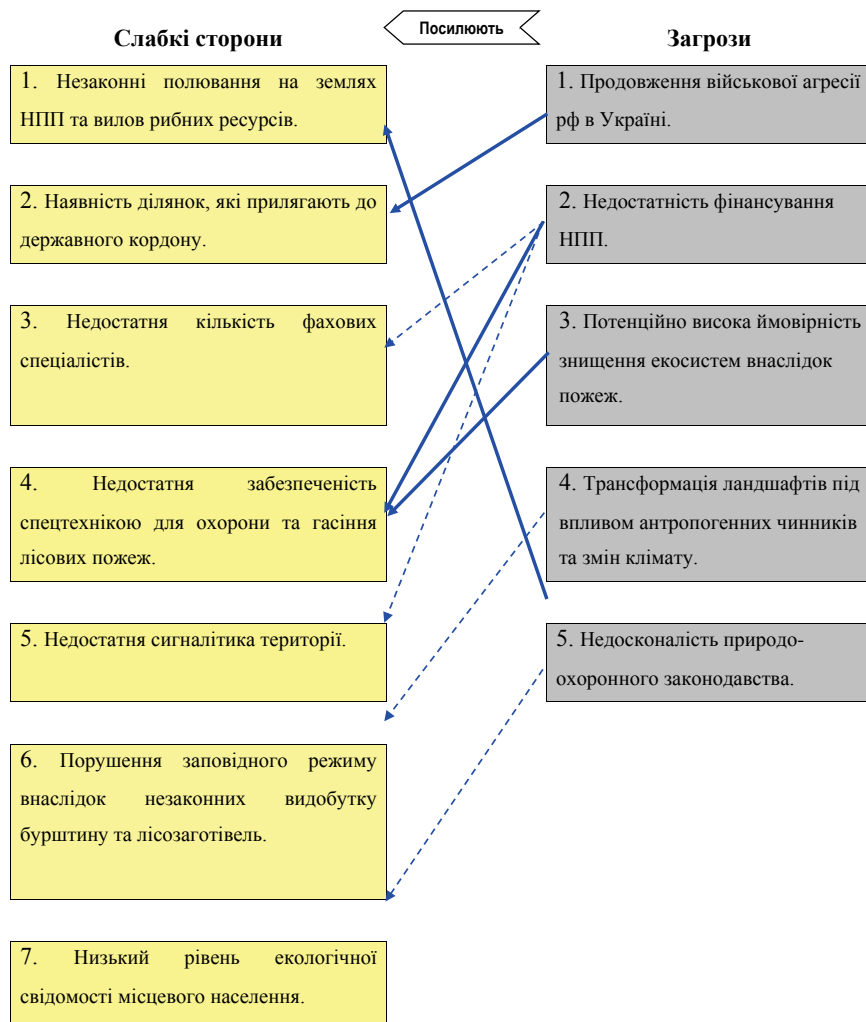 Слабкі сторони
Посилюють
Загрози
1. Незаконні полювання на землях
НПП та вилов рибних ресурсів.
2. Наявність ділянок, які прилягають до
державного кордону.
3. Недостатня кількість фахових
спеціалістів.
4. Недостатня забезпеченість
спецтехнікою для охорони та гасіння
лісових пожеж.
5. Недостатня сигналітика території.
6. Порушення заповідного режиму
внаслідок незаконних видобутку
бурштину та лісозаготівель.
7. Низький рівень екологічної
свідомості місцевого населення.
1. Продовження військової агресії
рф в Україні.
2. Недостатність фінансування
НПП.
3. Потенційно висока ймовірність
знищення екосистем внаслідок
пожеж.
4. Трансформація ландшафтів під
впливом антропогенних чинників
та змін клімату.
5. Недосконалість природо-
охоронного законодавства.